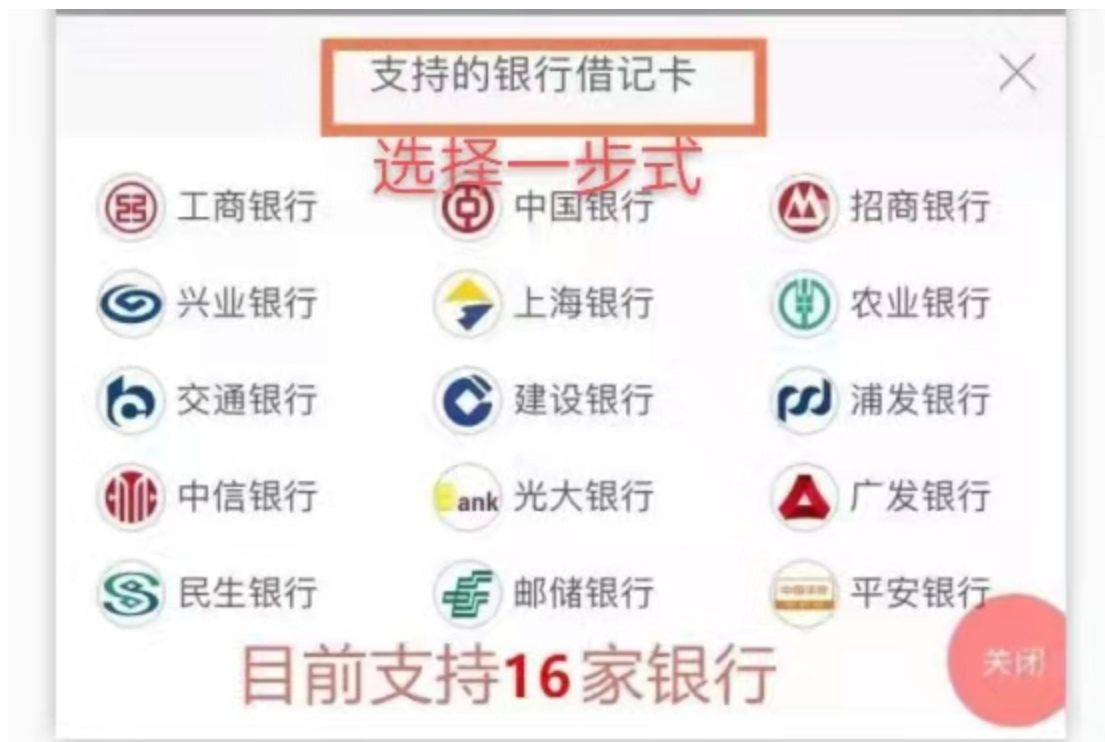 支持的银行借记卡
选择一步式
工商银行 中国银行 招商银行
兴业银行 上海银行 农业银行
交通银行 建设银行 浦发银行
中信银行 Bank 光大银行 广发银行
民生银行 邮储银行 平安银行
目前支持16家银行
关闭